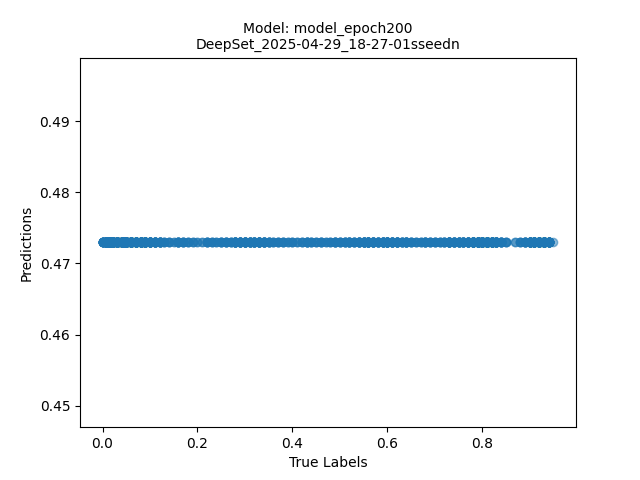 Model: model_epoch200
DeepSet_2025-04-29_18-27-01sseedn
0.49
0.48
0.47
0.46
0.45
Predictions
0.0 0.2 0.4 0.6 0.8
True Labels